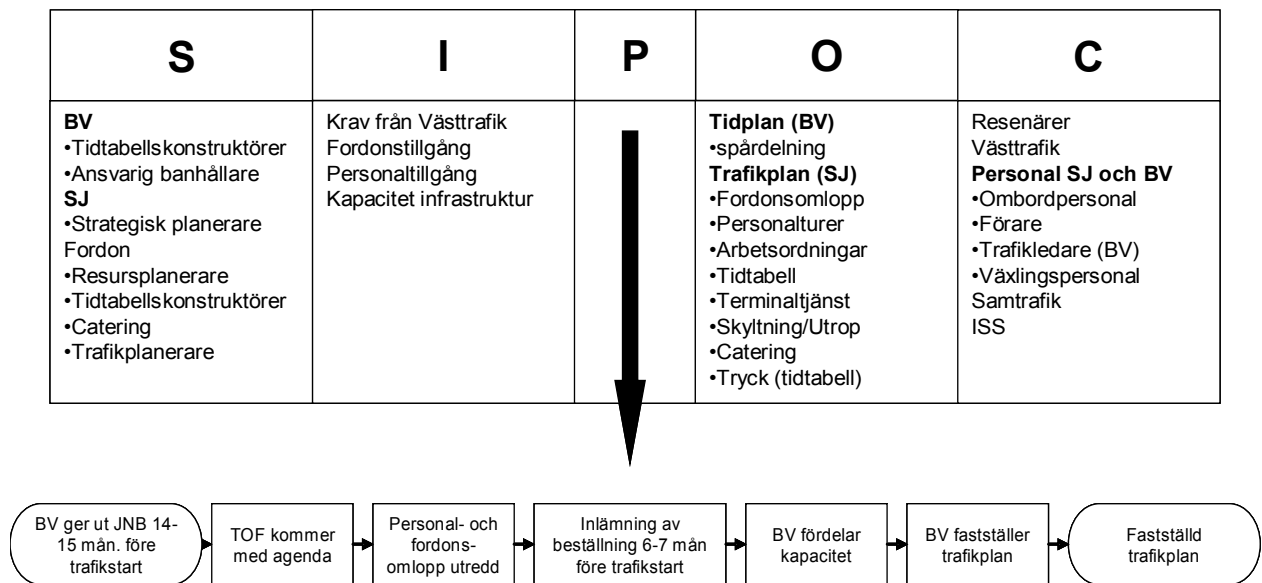 S
I
P
O
C
BV
•Tidtabellskonstruktörer
•Ansvarig banhållare
SJ
•Strategisk planerare
Fordon
•Resursplanerare
•Tidtabellskonstruktörer
•Catering
•Trafikplanerare
Krav från Västtrafik
Fordonstillgång
Personaltillgång
Kapacitet infrastruktur
Tidplan (BV)
•spårdelning
Trafikplan (SJ)
•Fordonsomlopp
•Personalturer
•Arbetsordningar
•Tidtabell
•Terminaltjänst
•Skyltning/Utrop
•Catering
•Tryck (tidtabell)
Resenärer
Västtrafik
Personal SJ och BV
•Ombordpersonal
•Förare
•Trafikledare (BV)
•Växlingspersonal
Samtrafik
ISS
BV ger ut JNB 14-
15 mån. före
trafikstart
TOF kommer
med agenda
Personal- och
fordons-
omlopp utredd
Inlämning av
beställning 6-7 mån
före trafikstart
BV fördelar
kapacitet
BV fastställer
trafikplan
Fastställd
trafikplan